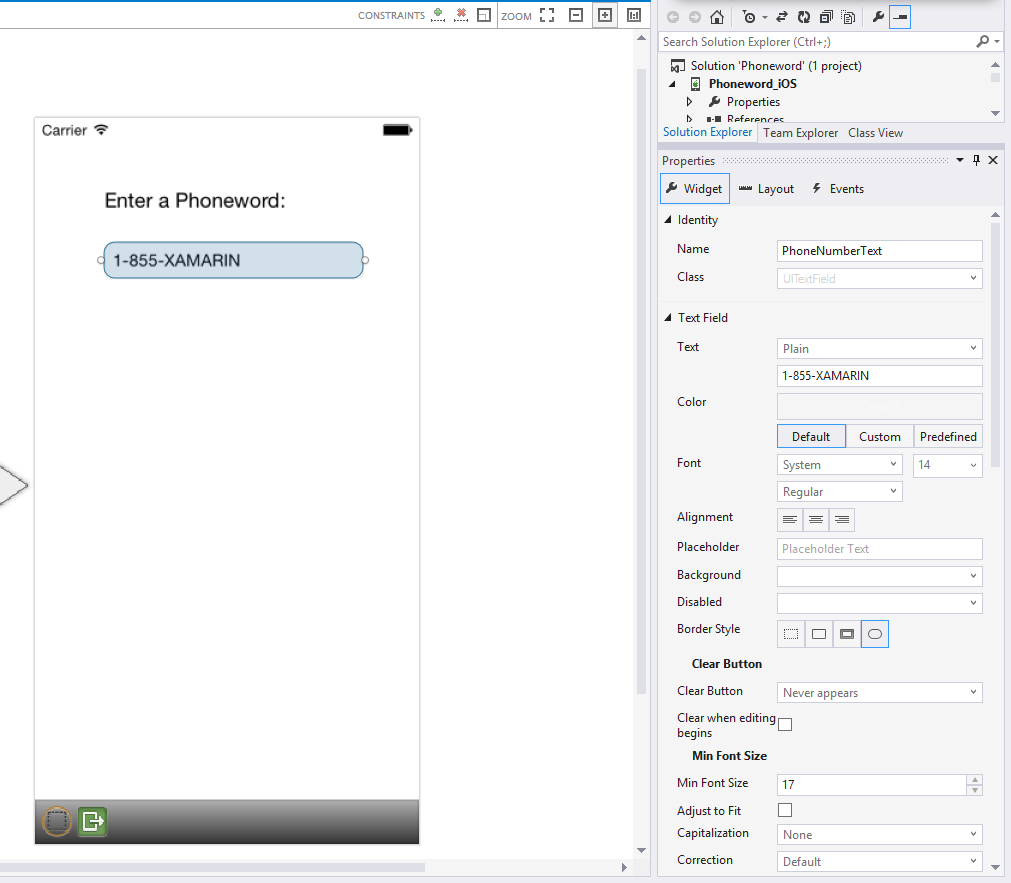 CONSTRAINTS
ZOOM
Search Solution Explorer (Ctrl+;)
Solution 'Phoneword' (1 project)
Phoneword_iOS
Properties
References
Solution Explorer Team Explorer Class View
Carrier
Enter a Phoneword:
1-855-XAMARIN
Properties
Widget Layout Events
Identity
Name PhoneNumberText
Class UITextField
Text Field
Text Plain
1-855-XAMARIN
Color
Default Custom Predefined
Font System 14
Regular
Alignment
Placeholder Placeholder Text
Background
Disabled
Border Style
Clear Button
Clear Button Never appears
Clear when editing
begins
Min Font Size
Min Font Size 17
Adjust to Fit
Capitalization None
Correction Default